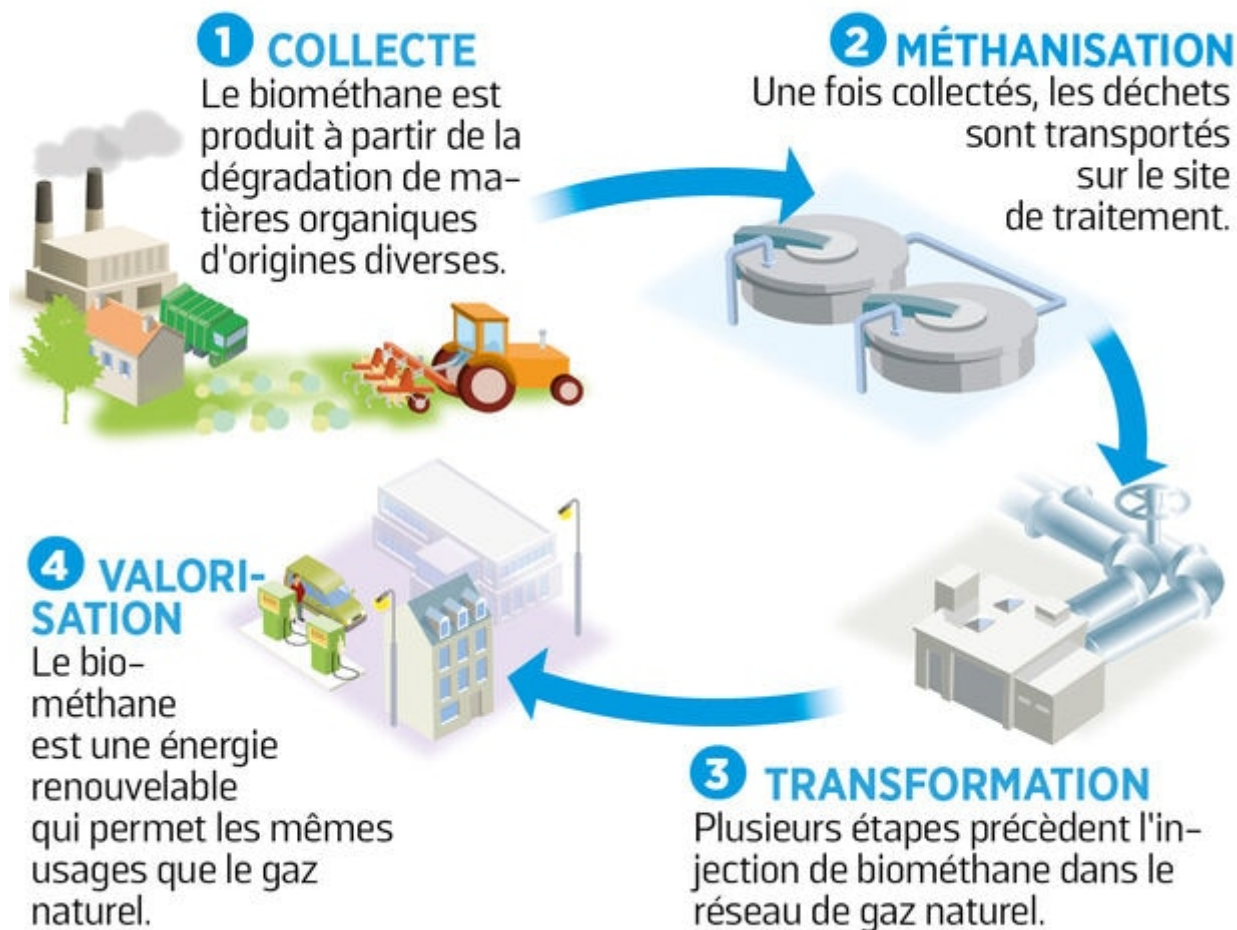 1 COLLECTE
Le biométhane est
produit à partir de la
dégradation de ma-
tières organiques
d'origines diverses.
2 MÉTHANISATION
Une fois collectés, les déchets
sont transportés
sur le site
de traitement.
3 TRANSFORMATION
Plusieurs étapes précèdent l'in-
jection de biométhane dans le
réseau de gaz naturel.
4 VALORI-
SATION
Le bio-
méthane
est une énergie
renouvelable
qui permet les mêmes
usages que le gaz
naturel.